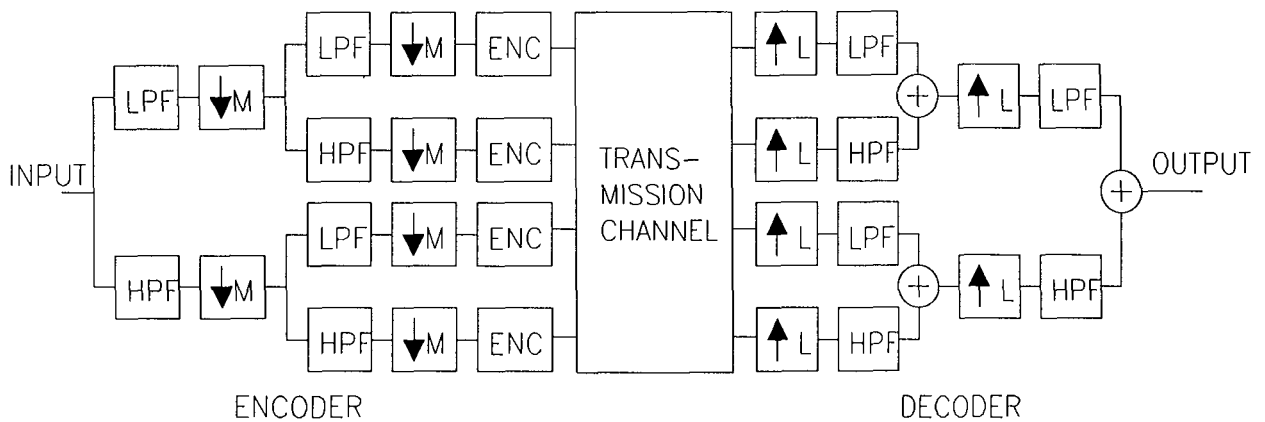 LPF ↓M ENC ↑L LPF
LPF ↓M + ↑L LPF
HPF ↓M ENC ↑L HPF
INPUT TRANS-
MISSION
CHANNEL + OUTPUT
LPF ↓M ENC ↑L LPF
HPF ↓M + ↑L HPF
HPF ↓M ENC ↑L HPF
ENCODER DECODER